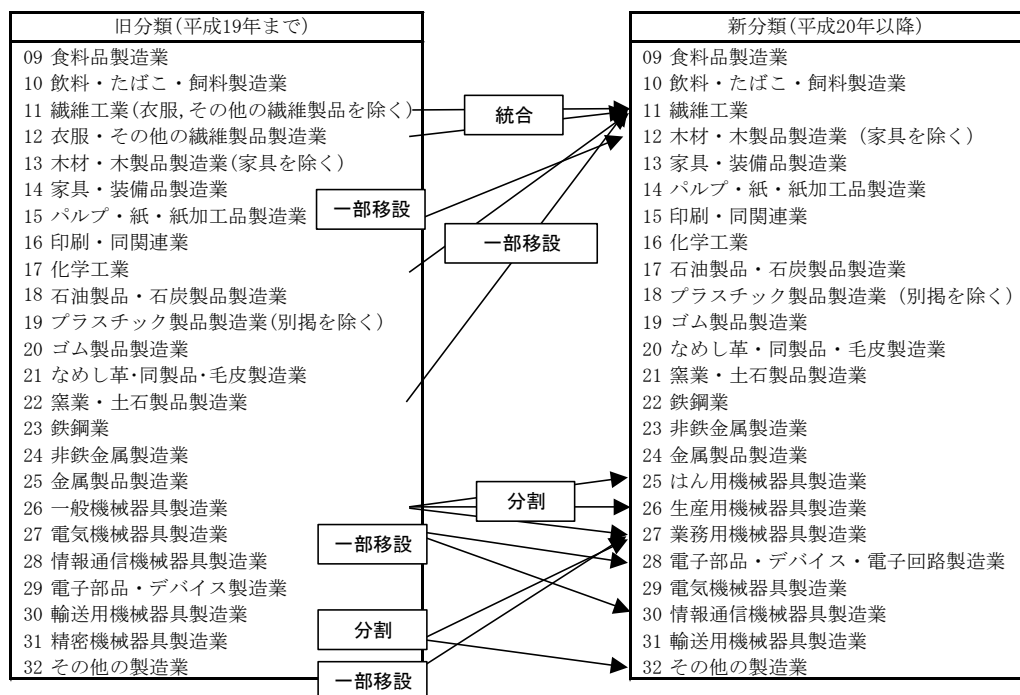 旧分類(平成19年まで)
09 食料品製造業
10 飲料・たばこ・飼料製造業
11 繊維工業(衣服,その他の繊維製品を除く)
12 衣服・その他の繊維製品製造業
13 木材・木製品製造業(家具を除く)
14 家具・装備品製造業
15 パルプ・紙・紙加工品製造業
16 印刷・同関連業
17 化学工業
18 石油製品・石炭製品製造業
19 プラスチック製品製造業(別掲を除く)
20 ゴム製品製造業
21 なめし革・同製品・毛皮製造業
22 窯業・土石製品製造業
23 鉄鋼業
24 非鉄金属製造業
25 金属製品製造業
26 一般機械器具製造業
27 電気機械器具製造業
28 情報通信機械器具製造業
29 電子部品・デバイス製造業
30 輸送用機械器具製造業
31 精密機械器具製造業
32 その他の製造業
統合
一部移設
一部移設
分割
一部移設
分割
一部移設
新分類(平成20年以降)
09 食料品製造業
10 飲料・たばこ・飼料製造業
11 繊維工業
12 木材・木製品製造業 (家具を除く)
13 家具・装備品製造業
14 パルプ・紙・紙加工品製造業
15 印刷・同関連業
16 化学工業
17 石油製品・石炭製品製造業
18 プラスチック製品製造業 (別掲を除く)
19 ゴム製品製造業
20 なめし革・同製品・毛皮製造業
21 窯業・土石製品製造業
22 鉄鋼業
23 非鉄金属製造業
24 金属製品製造業
25 はん用機械器具製造業
26 生産用機械器具製造業
27 業務用機械器具製造業
28 電子部品・デバイス・電子回路製造業
29 電気機械器具製造業
30 情報通信機械器具製造業
31 輸送用機械器具製造業
32 その他の製造業